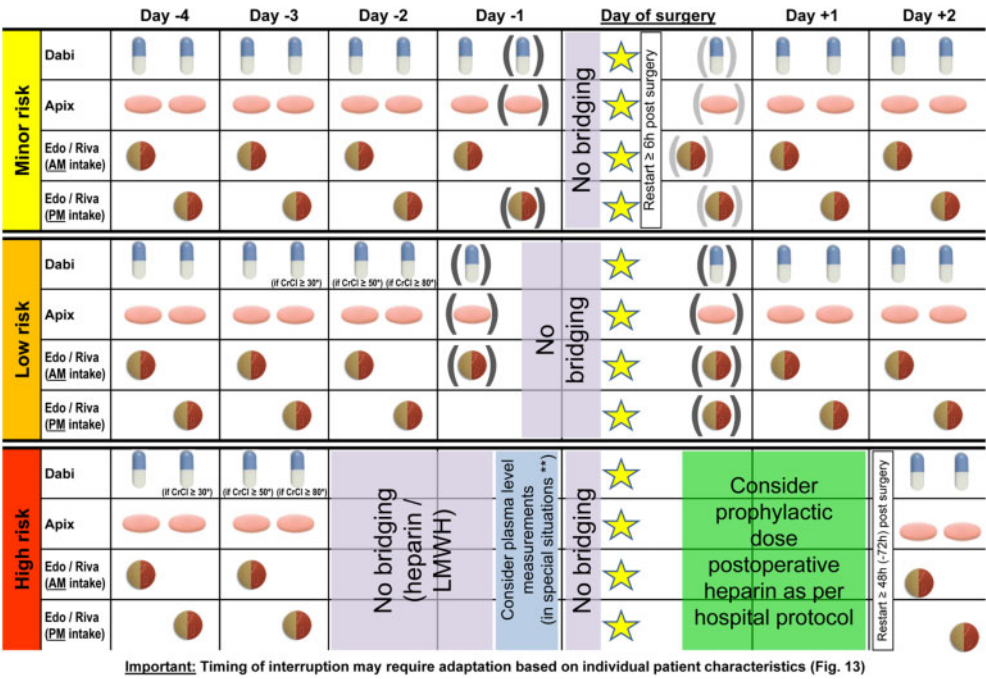 Day -4 Day -3 Day -2 Day -1 Day of surgery Day +1 Day +2
Minor risk
Dabi
( )
( )
Apix
( )
( )
Edo / Riva
(AM intake)
( )
Edo / Riva
(PM intake)
( )
( )
No bridging
Restart ≥ 6h post surgery
Low risk
Dabi
(if CrCl ≥ 30*) (if CrCl ≥ 50*) (if CrCl ≥ 80*)
( )
( )
Apix
( )
( )
Edo / Riva
(AM intake)
( )
( )
Edo / Riva
(PM intake)
( )
No
bridging
High risk
Dabi
(if CrCl ≥ 30*) (if CrCl ≥ 50*) (if CrCl ≥ 80*)
Apix
Edo / Riva
(AM intake)
Edo / Riva
(PM intake)
No bridging
(heparin /
LMWH)
Consider plasma level
measurements
(in special situations **)
No bridging
Consider
prophylactic
dose
postoperative
heparin as per
hospital protocol
Restart ≥ 48h (-72h) post surgery
Important: Timing of interruption may require adaptation based on individual patient characteristics (Fig. 13)